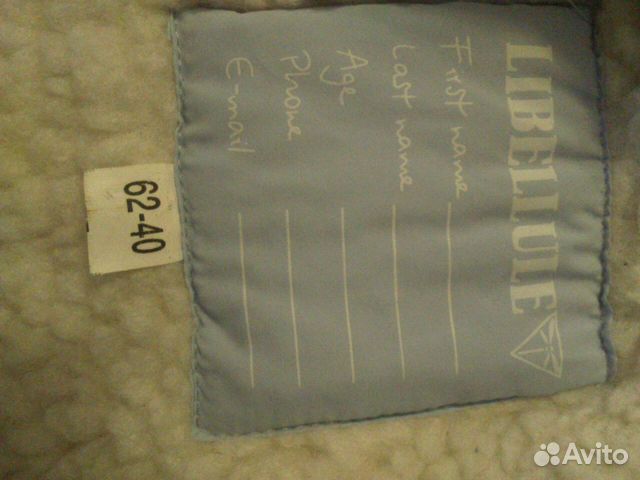 LIBELLULE
First name
Last name
Age
Phone
E-mail
62-40
Avito